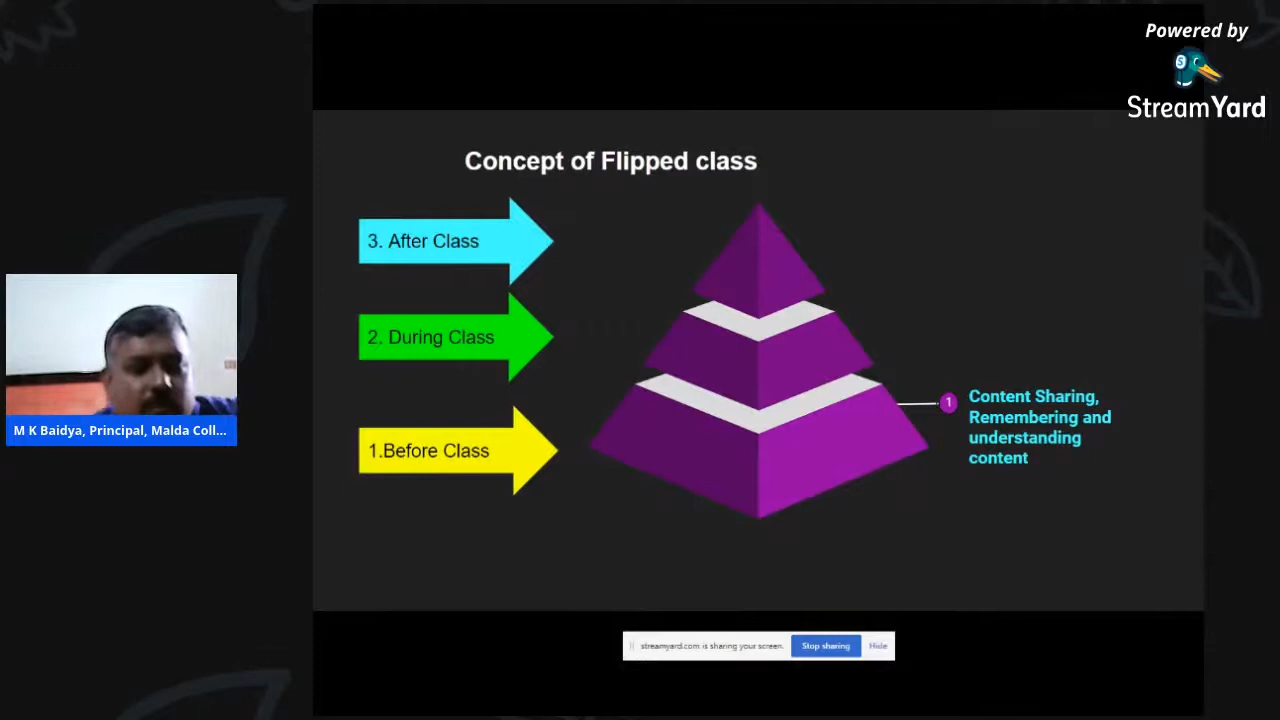 Powered by
StreamYard
Concept of Flipped class
3. After Class
2. During Class
1.Before Class
1
Content Sharing,
Remembering and
understanding
content
M K Baidya, Principal, Malda Coll...
streamyard.com is sharing your screen.
Stop sharing
Hide